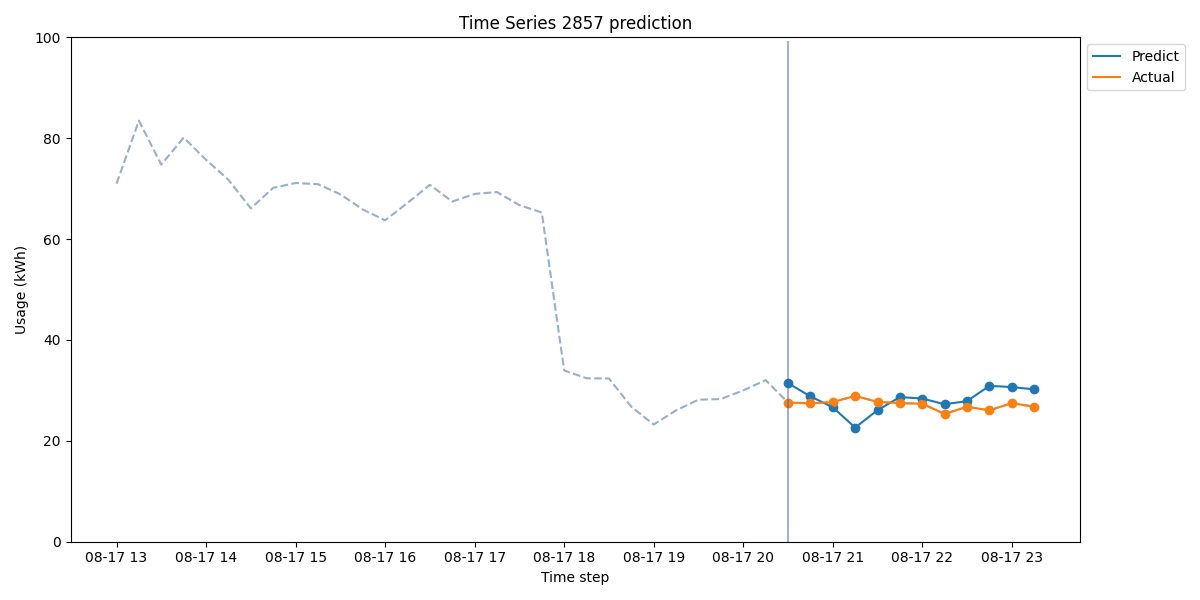 Time Series 2857 prediction
Predict
Actual
Usage (kWh)
100
80
60
40
20
0
08-17 13 08-17 14 08-17 15 08-17 16 08-17 17 08-17 18 08-17 19 08-17 20 08-17 21 08-17 22 08-17 23
Time step